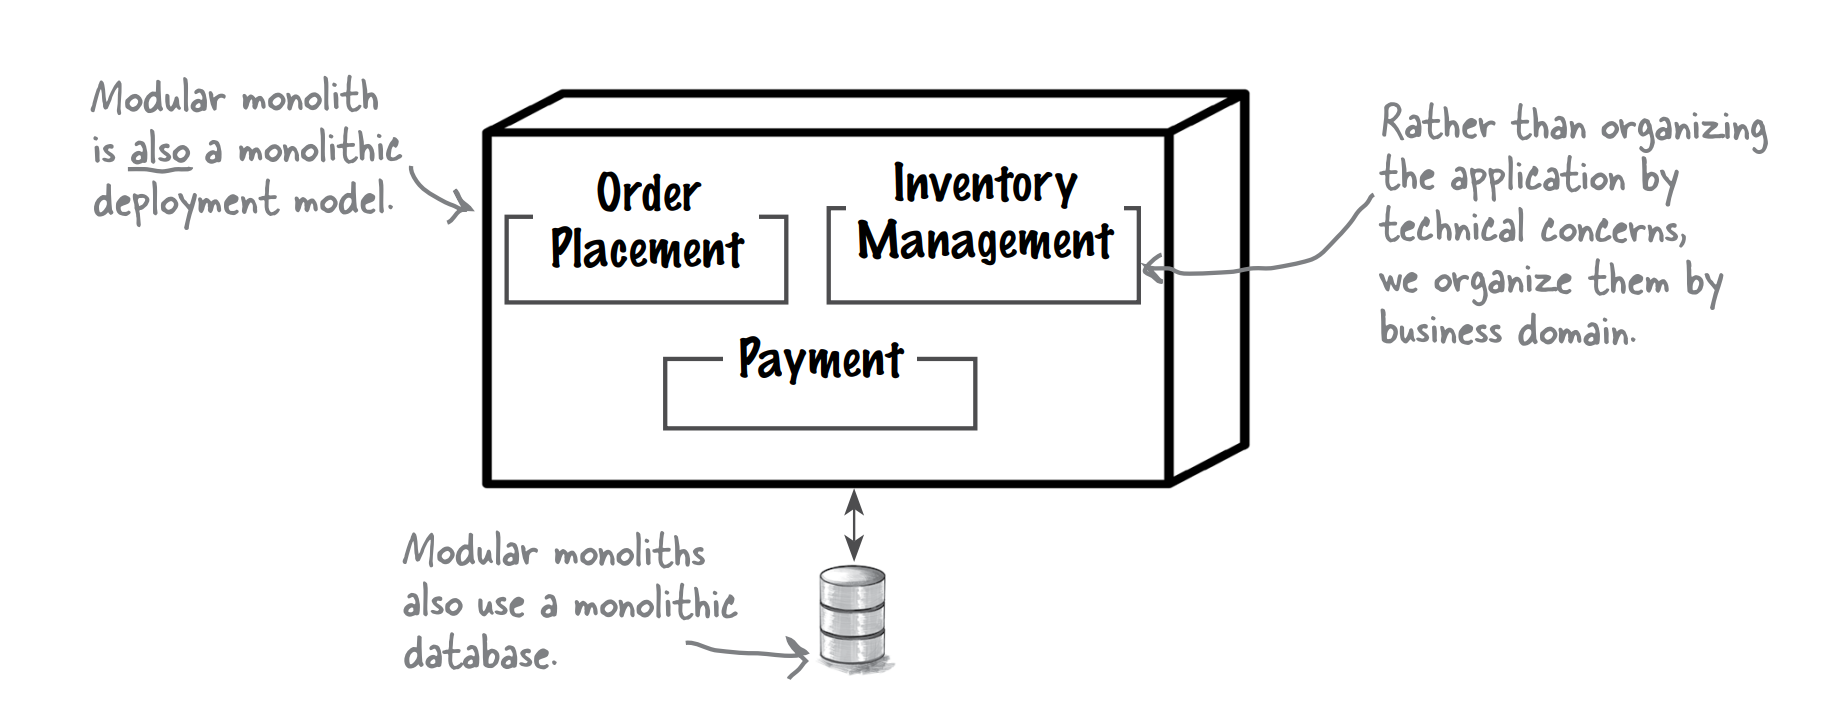 Modular monolith
is also a monolithic
deployment model.
Order
Placement
Inventory
Management
Payment
Rather than organizing
the application by
technical concerns,
we organize them by
business domain.
Modular monoliths
also use a monolithic
database.